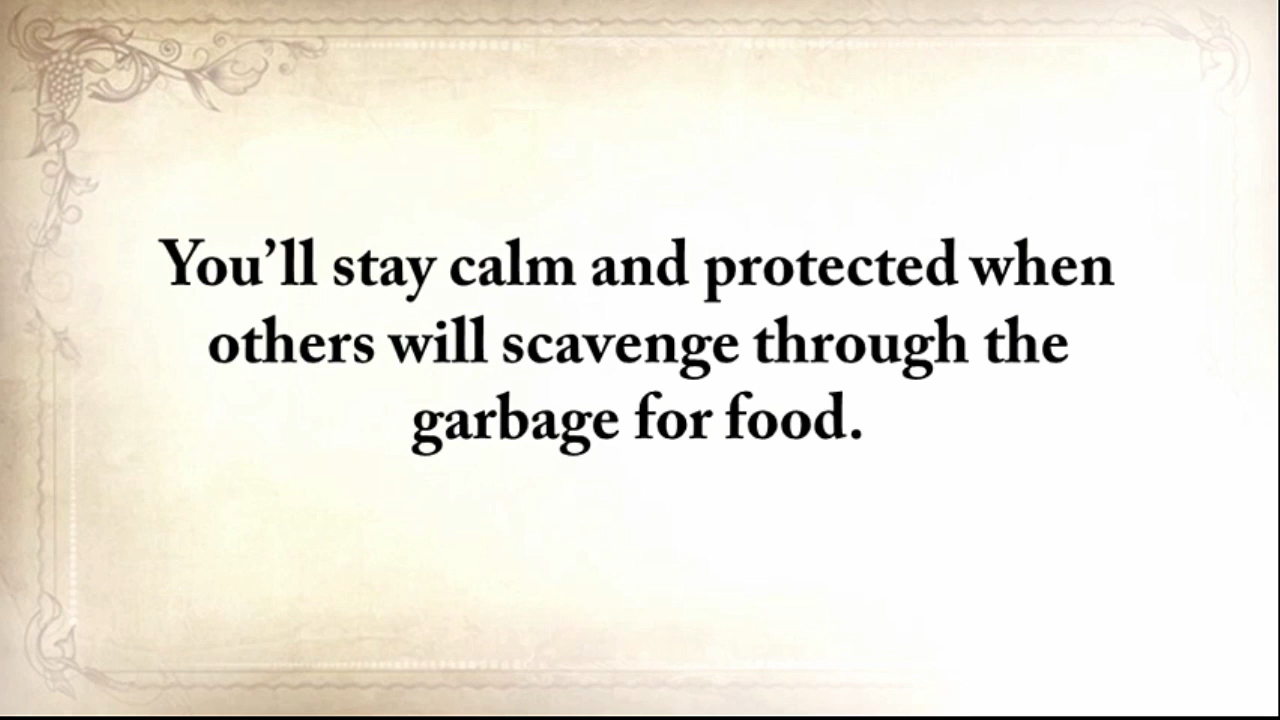 You’ll stay calm and protected when
others will scavenge through the
garbage for food.